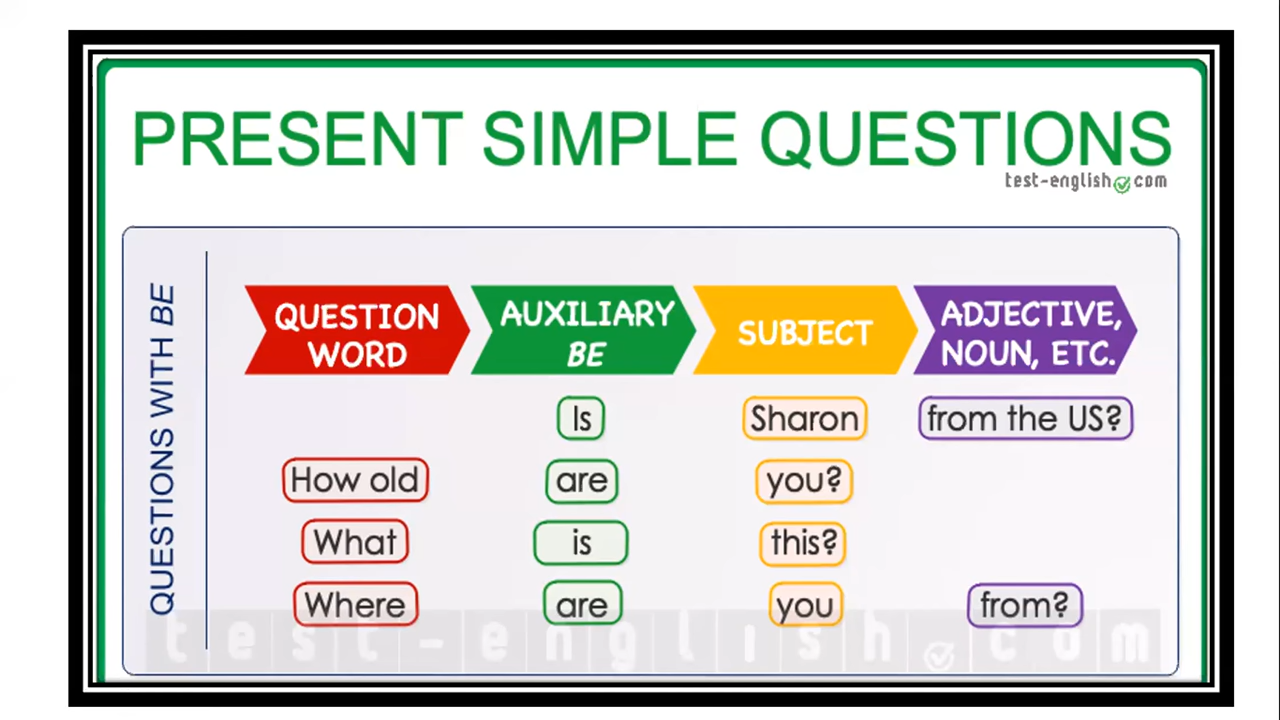 PRESENT SIMPLE QUESTIONS
test-english com
QUESTIONS WITH BE
QUESTION WORD AUXILIARY BE SUBJECT ADJECTIVE, NOUN, ETC.
Is Sharon from the US?
How old are you?
What is this?
Where are you from?
test-english com